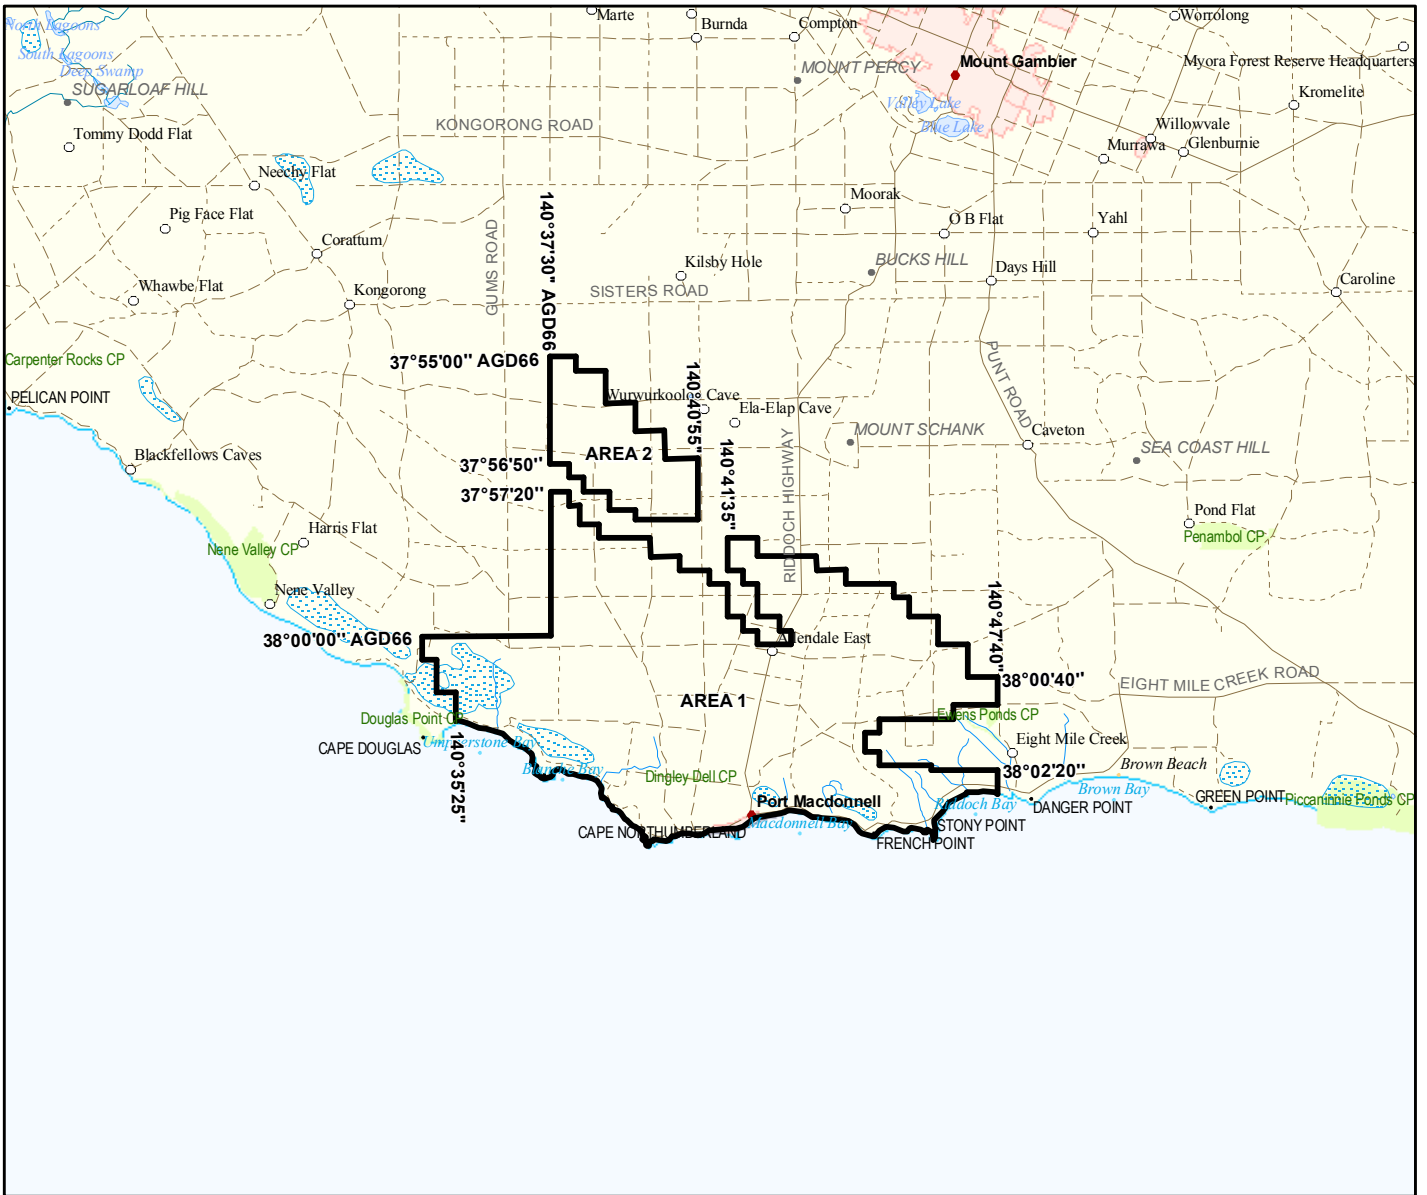 Marte
Burnda
Compton
Worrolong
North Lagoons
South Lagoons
Deep Swamp
Mount Gambier
Myora Forest Reserve Headquarters
MOUNT PERCY
SUGARLOAF HILL
Kromelite
Valley Lake
Blue Lake
KONGORONG ROAD
Tommy Dodd Flat
Willowvale
Murrawa
Glenburnie
Neechy Flat
Moorak
Pig Face Flat
O B Flat
Yahl
Corattum
140°37'30" AGD66
GUMS ROAD
Kilsby Hole
BUCKS HILL
Days Hill
Caroline
Whawbe Flat
Kongorong
SISTERS ROAD
Carpenter Rocks CP
37°55'00" AGD66
PUNT ROAD
PELICAN POINT
Wurwurkooloo Cave
140°40'55"
Ela-Elap Cave
MOUNT SCHANK
Caveton
SEA COAST HILL
Blackfellows Caves
37°56'50"
AREA 2
140°41'35"
RIDDOCH HIGHWAY
37°57'20"
Harris Flat
Pond Flat
Penambol CP
Nene Valley CP
Nene Valley
140°47'40"
38°00'00" AGD66
Allendale East
38°00'40"
EIGHT MILE CREEK ROAD
AREA 1
Douglas Point CP
Ewens Ponds CP
CAPE DOUGLAS
Umpherstone Bay
140°35'25"
Eight Mile Creek
Blanche Bay
Dingley Dell CP
38°02'20"
Brown Beach
Brown Bay
Port Macdonnell
Riddoch Bay
DANGER POINT
GREEN POINT
Piccaninnie Ponds CP
CAPE NORTHUMBERLAND
Macdonnell Bay
STONY POINT
FRENCH POINT